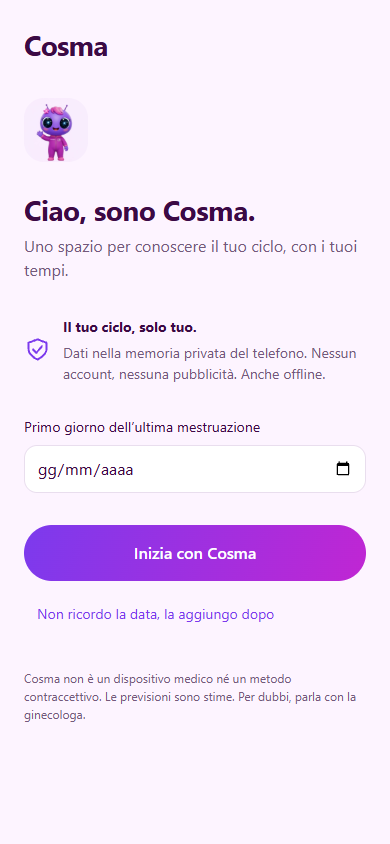 Cosma
Ciao, sono Cosma.
Uno spazio per conoscere il tuo ciclo, con i tuoi
tempi.
Il tuo ciclo, solo tuo.
Dati nella memoria privata del telefono. Nessun
account, nessuna pubblicità. Anche offline.
Primo giorno dell’ultima mestruazione
gg/mm/aaaa
Inizia con Cosma
Non ricordo la data, la aggiungo dopo
Cosma non è un dispositivo medico né un metodo
contraccettivo. Le previsioni sono stime. Per dubbi, parla con la
ginecologa.